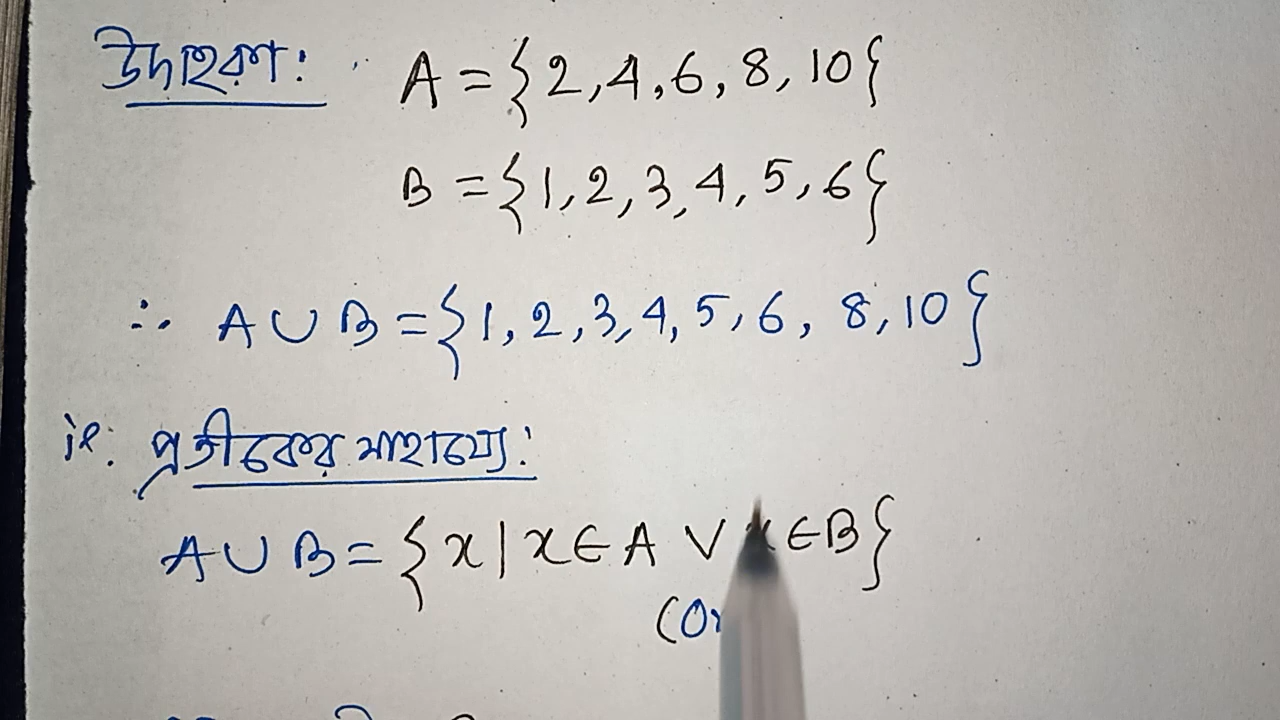 উদাহরণ: A = {2, 4, 6, 8, 10}
B = {1, 2, 3, 4, 5, 6}
∴ A ∪ B = {1, 2, 3, 4, 5, 6, 8, 10}
ie. প্রতীকের সাহায্যে:
A ∪ B = {x | x ∈ A ∨ x ∈ B}
(Or